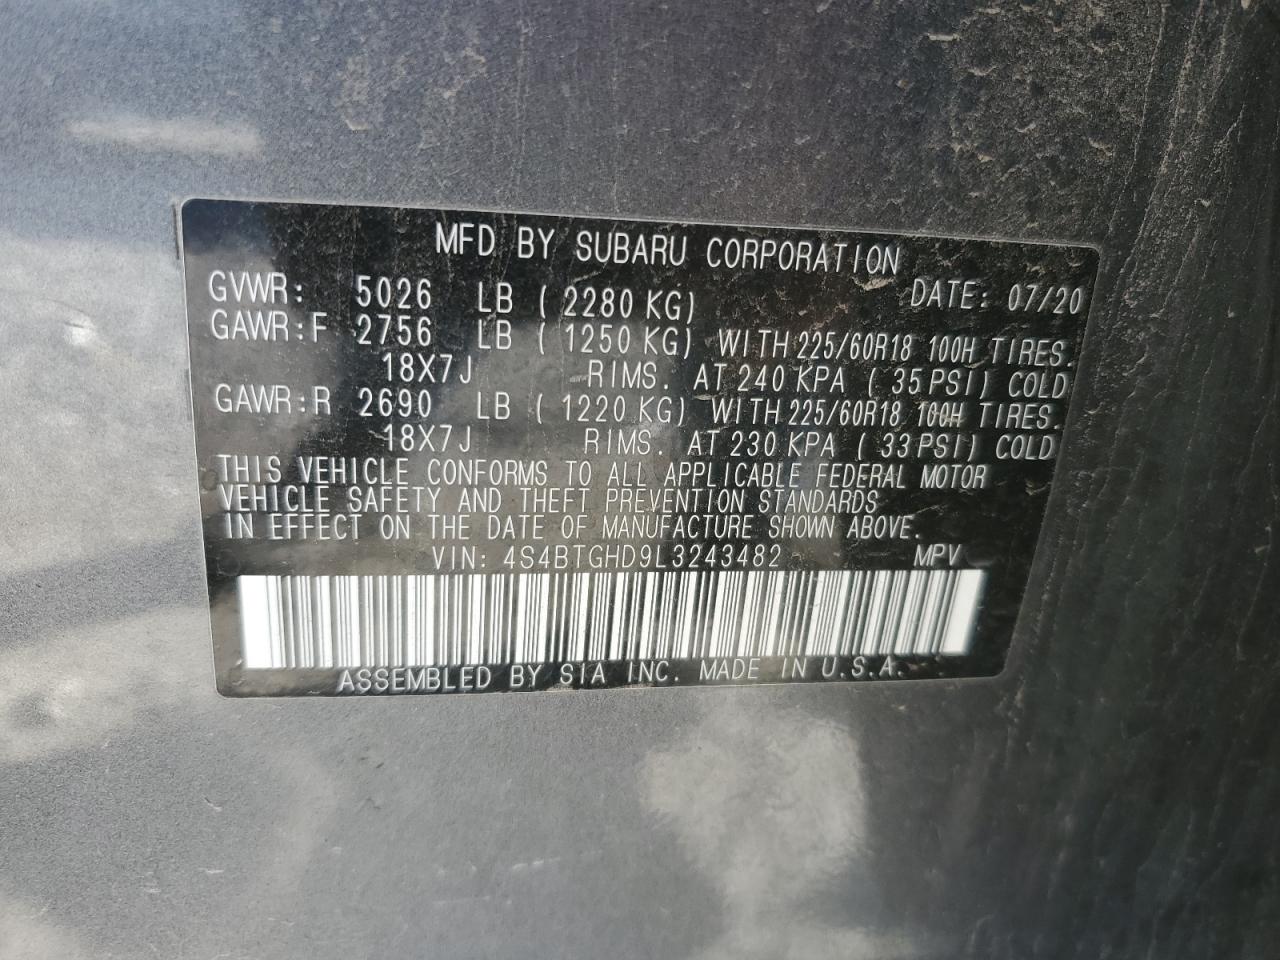 MFD BY SUBARU CORPORATION
GVWR: 5026 LB ( 2280 KG) DATE: 07/20
GAWR:F 2756 LB ( 1250 KG) WITH 225/60R18 100H TIRES.
18X7J RIMS. AT 240 KPA ( 35 PSI) COLD
GAWR:R 2690 LB ( 1220 KG) WITH 225/60R18 100H TIRES.
18X7J RIMS. AT 230 KPA ( 33 PSI) COLD
THIS VEHICLE CONFORMS TO ALL APPLICABLE FEDERAL MOTOR
VEHICLE SAFETY AND THEFT PREVENTION STANDARDS
IN EFFECT ON THE DATE OF MANUFACTURE SHOWN ABOVE.
VIN: 4S4BTGHD9L3243482 MPV
ASSEMBLED BY SIA INC. MADE IN U.S.A.